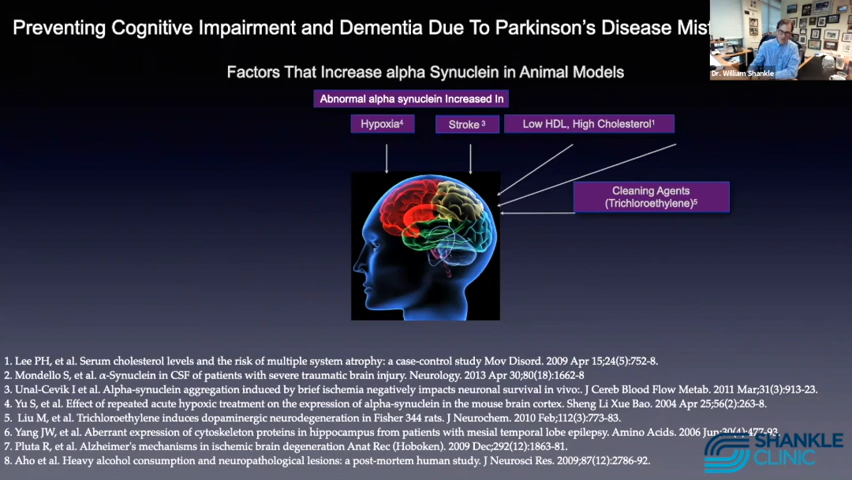 Preventing Cognitive Impairment and Dementia Due To Parkinson's Disease
Dr. William Shankle
Factors That Increase alpha Synuclein in Animal Models
Abnormal alpha synuclein Increased In
Hypoxia⁴
Stroke ³
Low HDL, High Cholesterol¹
Cleaning Agents
(Trichloroethylene)⁵
1. Lee PH, et al. Serum cholesterol levels and the risk of multiple system atrophy: a case-control study Mov Disord. 2009 Apr 15;24(5):752-8.
2. Mondello S, et al. α-Synuclein in CSF of patients with severe traumatic brain injury. Neurology. 2013 Apr 30;80(18):1662-8
3. Unal-Cevik I et al. Alpha-synuclein aggregation induced by brief ischemia negatively impacts neuronal survival in vivo:. J Cereb Blood Flow Metab. 2011 Mar;31(3):913-23.
4. Yu S, et al. Effect of repeated acute hypoxic treatment on the expression of alpha-synuclein in the mouse brain cortex. Sheng Li Xue Bao. 2004 Apr 25;56(2):263-8.
5. Liu M, et al. Trichloroethylene induces dopaminergic neurodegeneration in Fisher 344 rats. J Neurochem. 2010 Feb;112(3):773-83.
6. Yang JW, et al. Aberrant expression of cytoskeleton proteins in hippocampus from patients with mesial temporal lobe epilepsy. Amino Acids. 2006 Jun;30(4):477-93.
7. Pluta R, et al. Alzheimer's mechanisms in ischemic brain degeneration Anat Rec (Hoboken). 2009 Dec;292(12):1863-81.
8. Aho et al. Heavy alcohol consumption and neuropathological lesions: a post-mortem human study. J Neurosci Res. 2009;87(12):2786-92.
SHANKLE
CLINIC